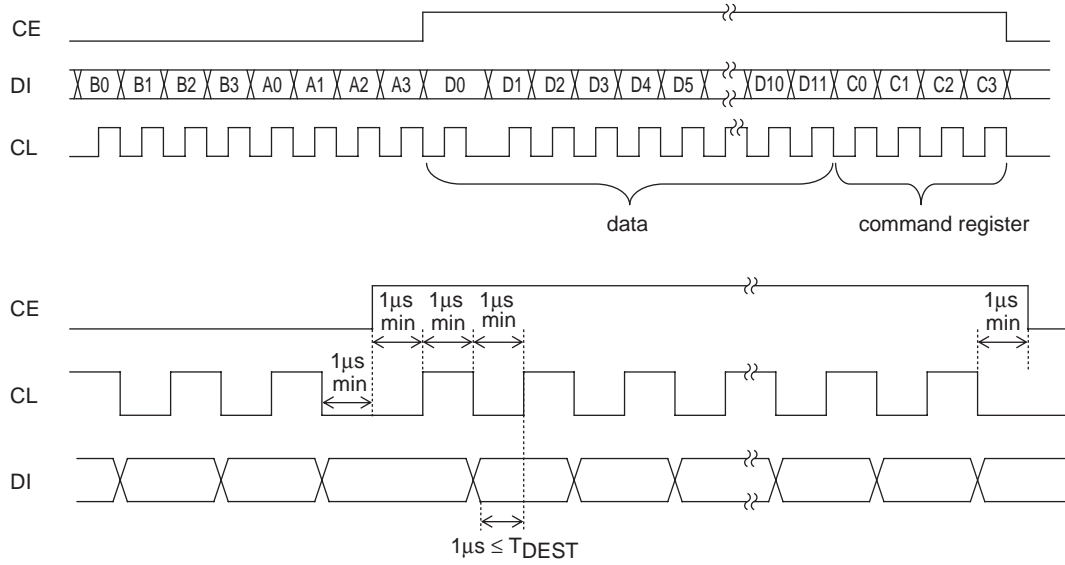 CE
DI B0 B1 B2 B3 A0 A1 A2 A3 D0 D1 D2 D3 D4 D5 D10 D11 C0 C1 C2 C3
CL
data command register
CE
1μs min 1μs min 1μs min 1μs min
1μs min
CL
DI
1μs ≤ TDEST